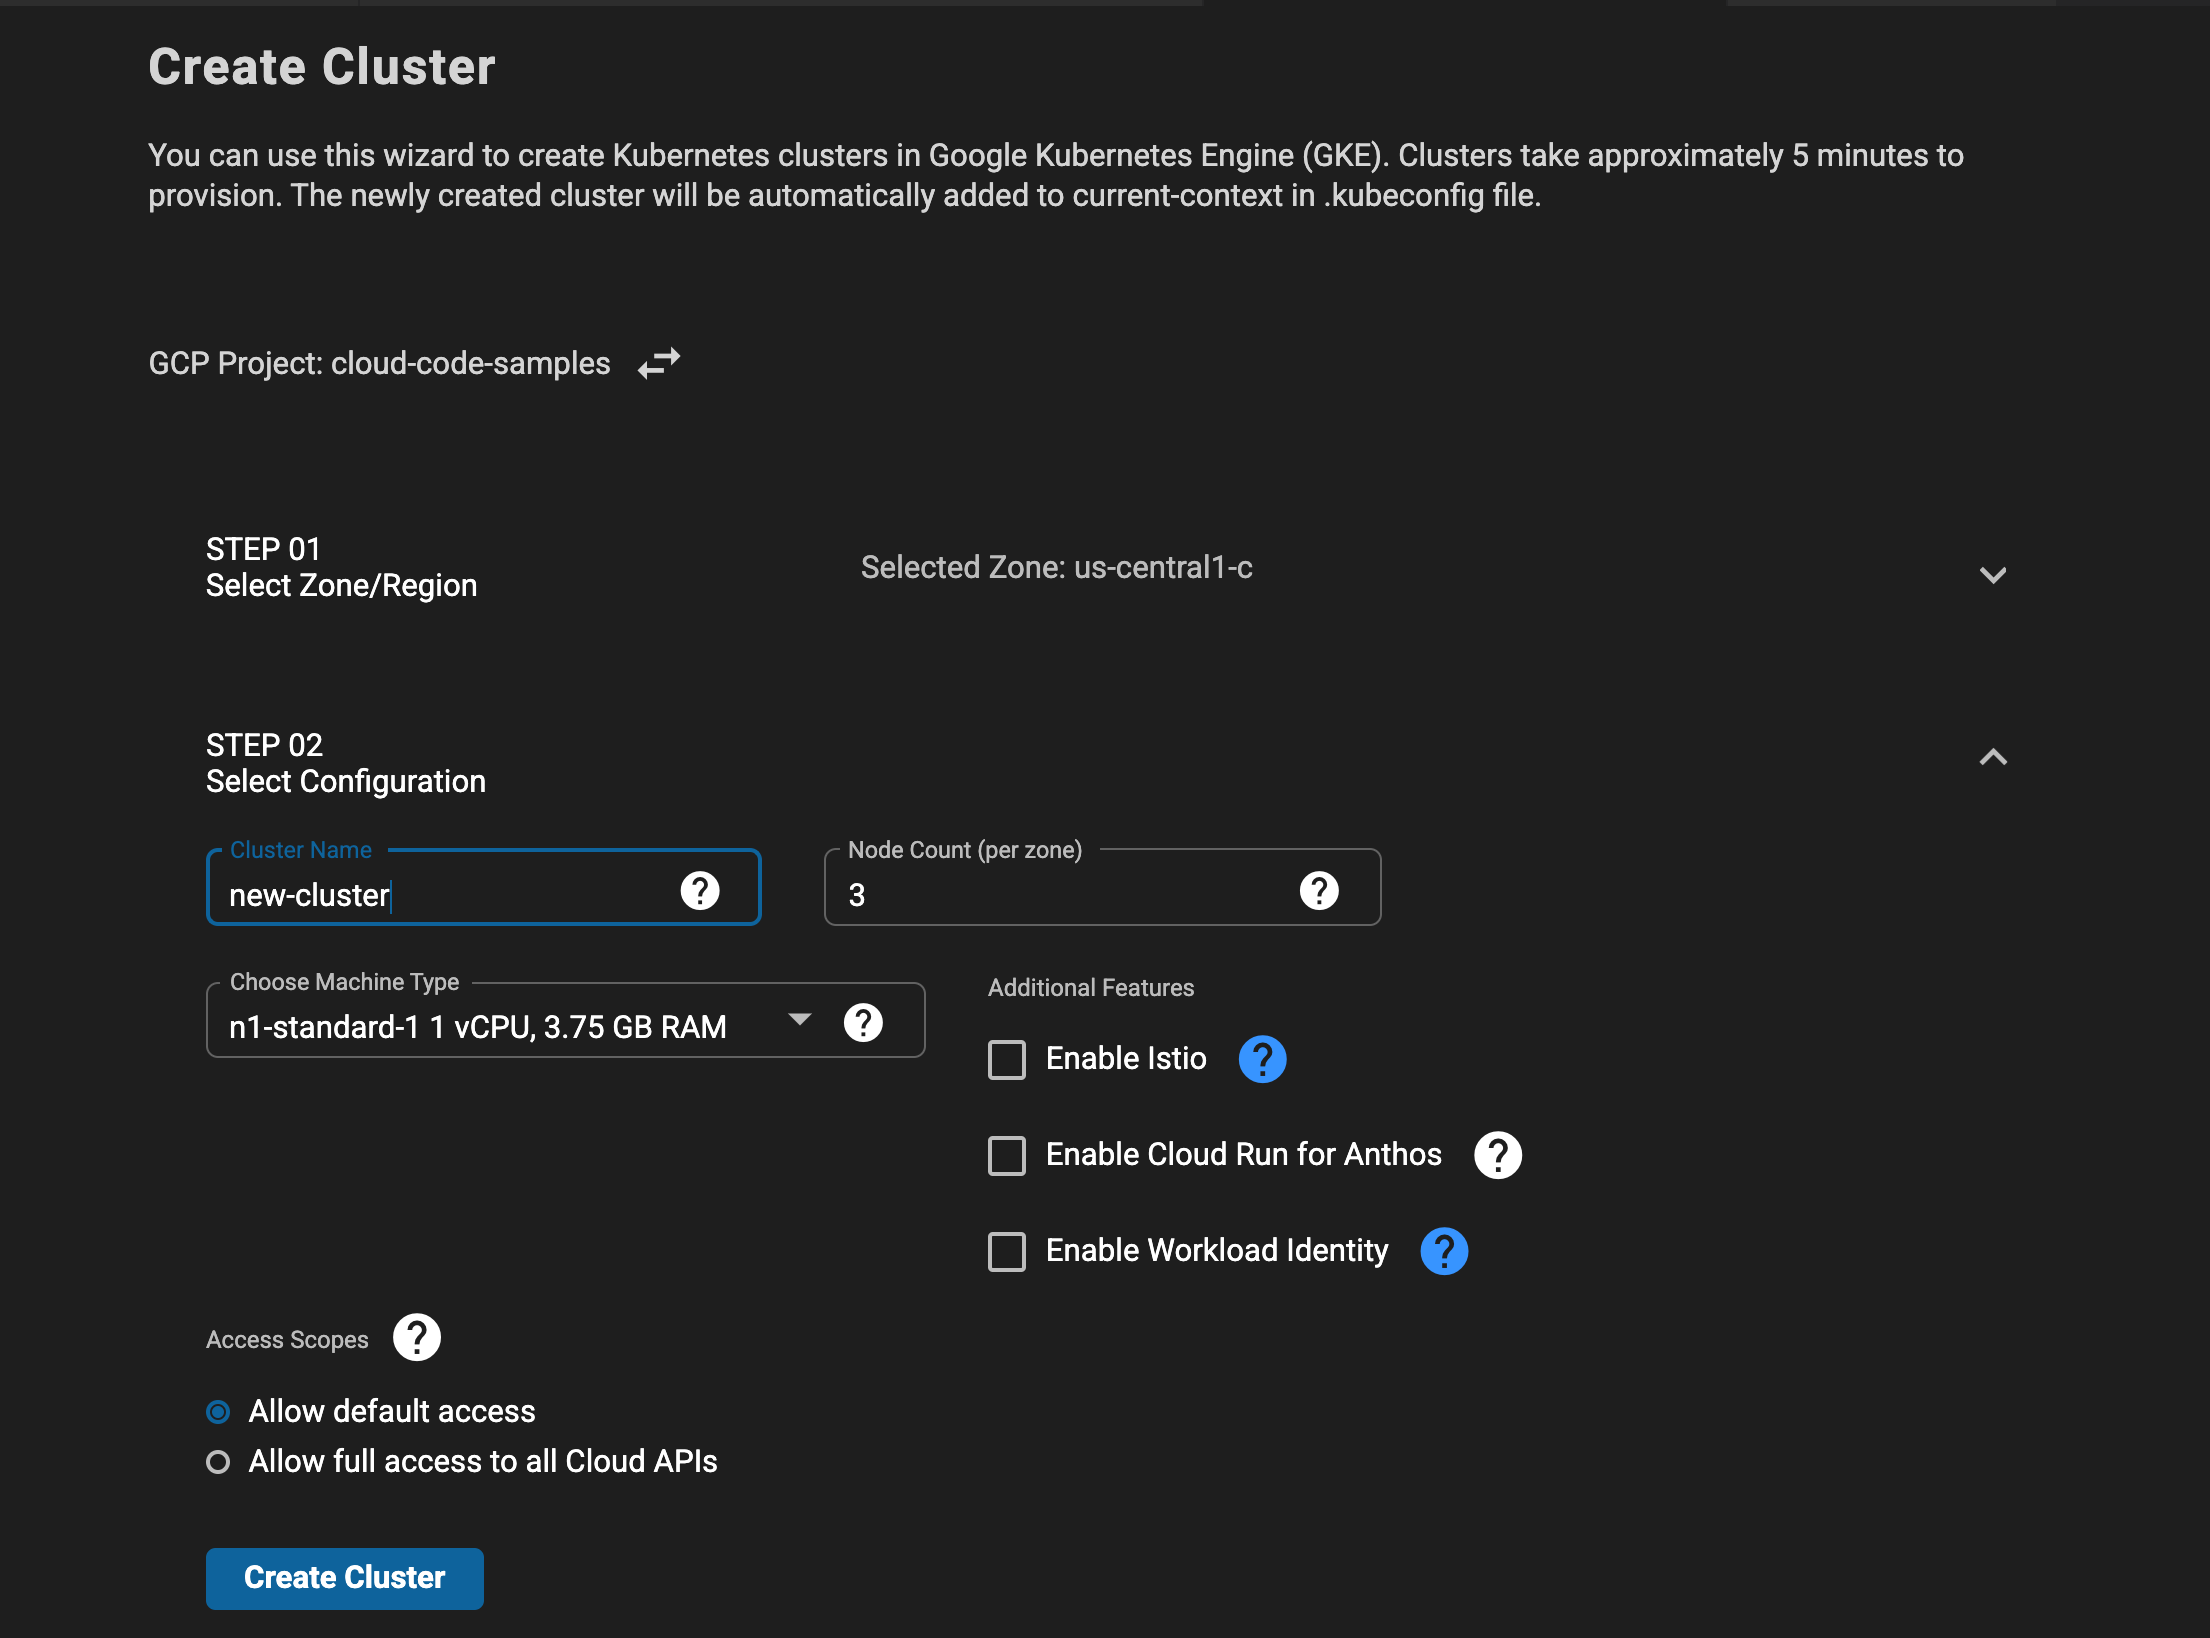 Create Cluster
You can use this wizard to create Kubernetes clusters in Google Kubernetes Engine (GKE). Clusters take approximately 5 minutes to
provision. The newly created cluster will be automatically added to current-context in .kubeconfig file.
GCP Project: cloud-code-samples
STEP 01
Select Zone/Region
Selected Zone: us-central1-c
STEP 02
Select Configuration
Cluster Name
new-cluster
Node Count (per zone)
3
Choose Machine Type
n1-standard-1 1 vCPU, 3.75 GB RAM
Additional Features
Enable Istio
Enable Cloud Run for Anthos
Enable Workload Identity
Access Scopes
Allow default access
Allow full access to all Cloud APIs
Create Cluster